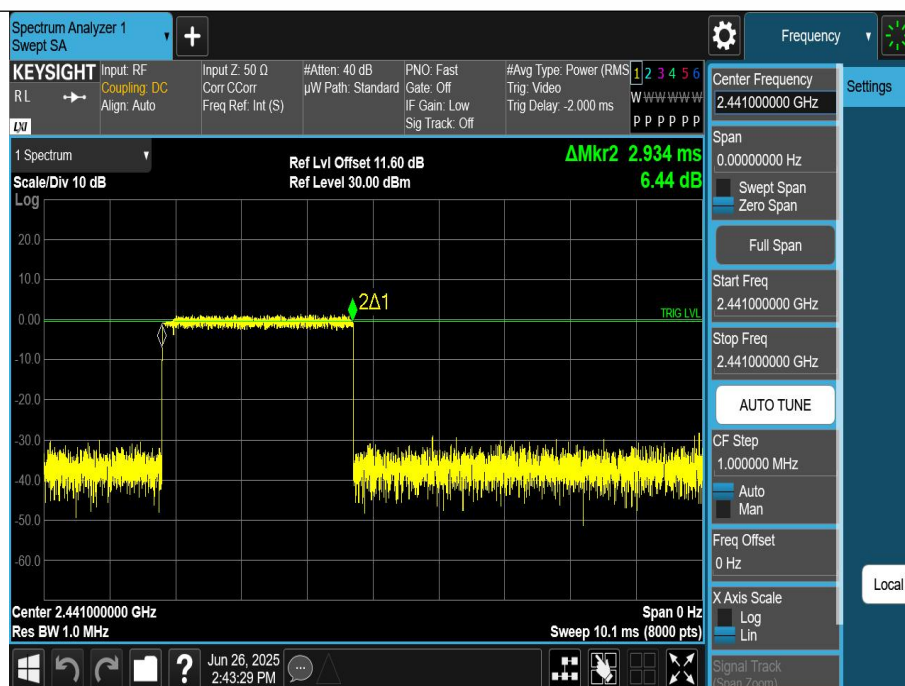 Spectrum Analyzer 1
Swept SA
Frequency
KEYSIGHT
R L
LXI
Input: RF
Coupling: DC
Align: Auto
Input Z: 50 Ω
Corr CCorr
Freq Ref: Int (S)
#Atten: 40 dB
µW Path: Standard
PNO: Fast
Gate: Off
IF Gain: Low
Sig Track: Off
#Avg Type: Power (RMS
Trig: Video
Trig Delay: -2.000 ms
1 2 3 4 5 6
W W W W W W
P P P P P P
1 Spectrum
Scale/Div 10 dB
Log
Ref Lvl Offset 11.60 dB
Ref Level 30.00 dBm
ΔMkr2 2.934 ms
6.44 dB
20.0
10.0
0.00
-10.0
-20.0
-30.0
-40.0
-50.0
-60.0
2Δ1
TRIG LVL
Center 2.441000000 GHz
Res BW 1.0 MHz
Span 0 Hz
Sweep 10.1 ms (8000 pts)
?
Jun 26, 2025
2:43:29 PM
Center Frequency
2.441000000 GHz
Span
0.00000000 Hz
Swept Span
Zero Span
Full Span
Start Freq
2.441000000 GHz
Stop Freq
2.441000000 GHz
AUTO TUNE
CF Step
1.000000 MHz
Auto
Man
Freq Offset
0 Hz
X Axis Scale
Log
Lin
Signal Track
(Span Zoom)
Settings
Local